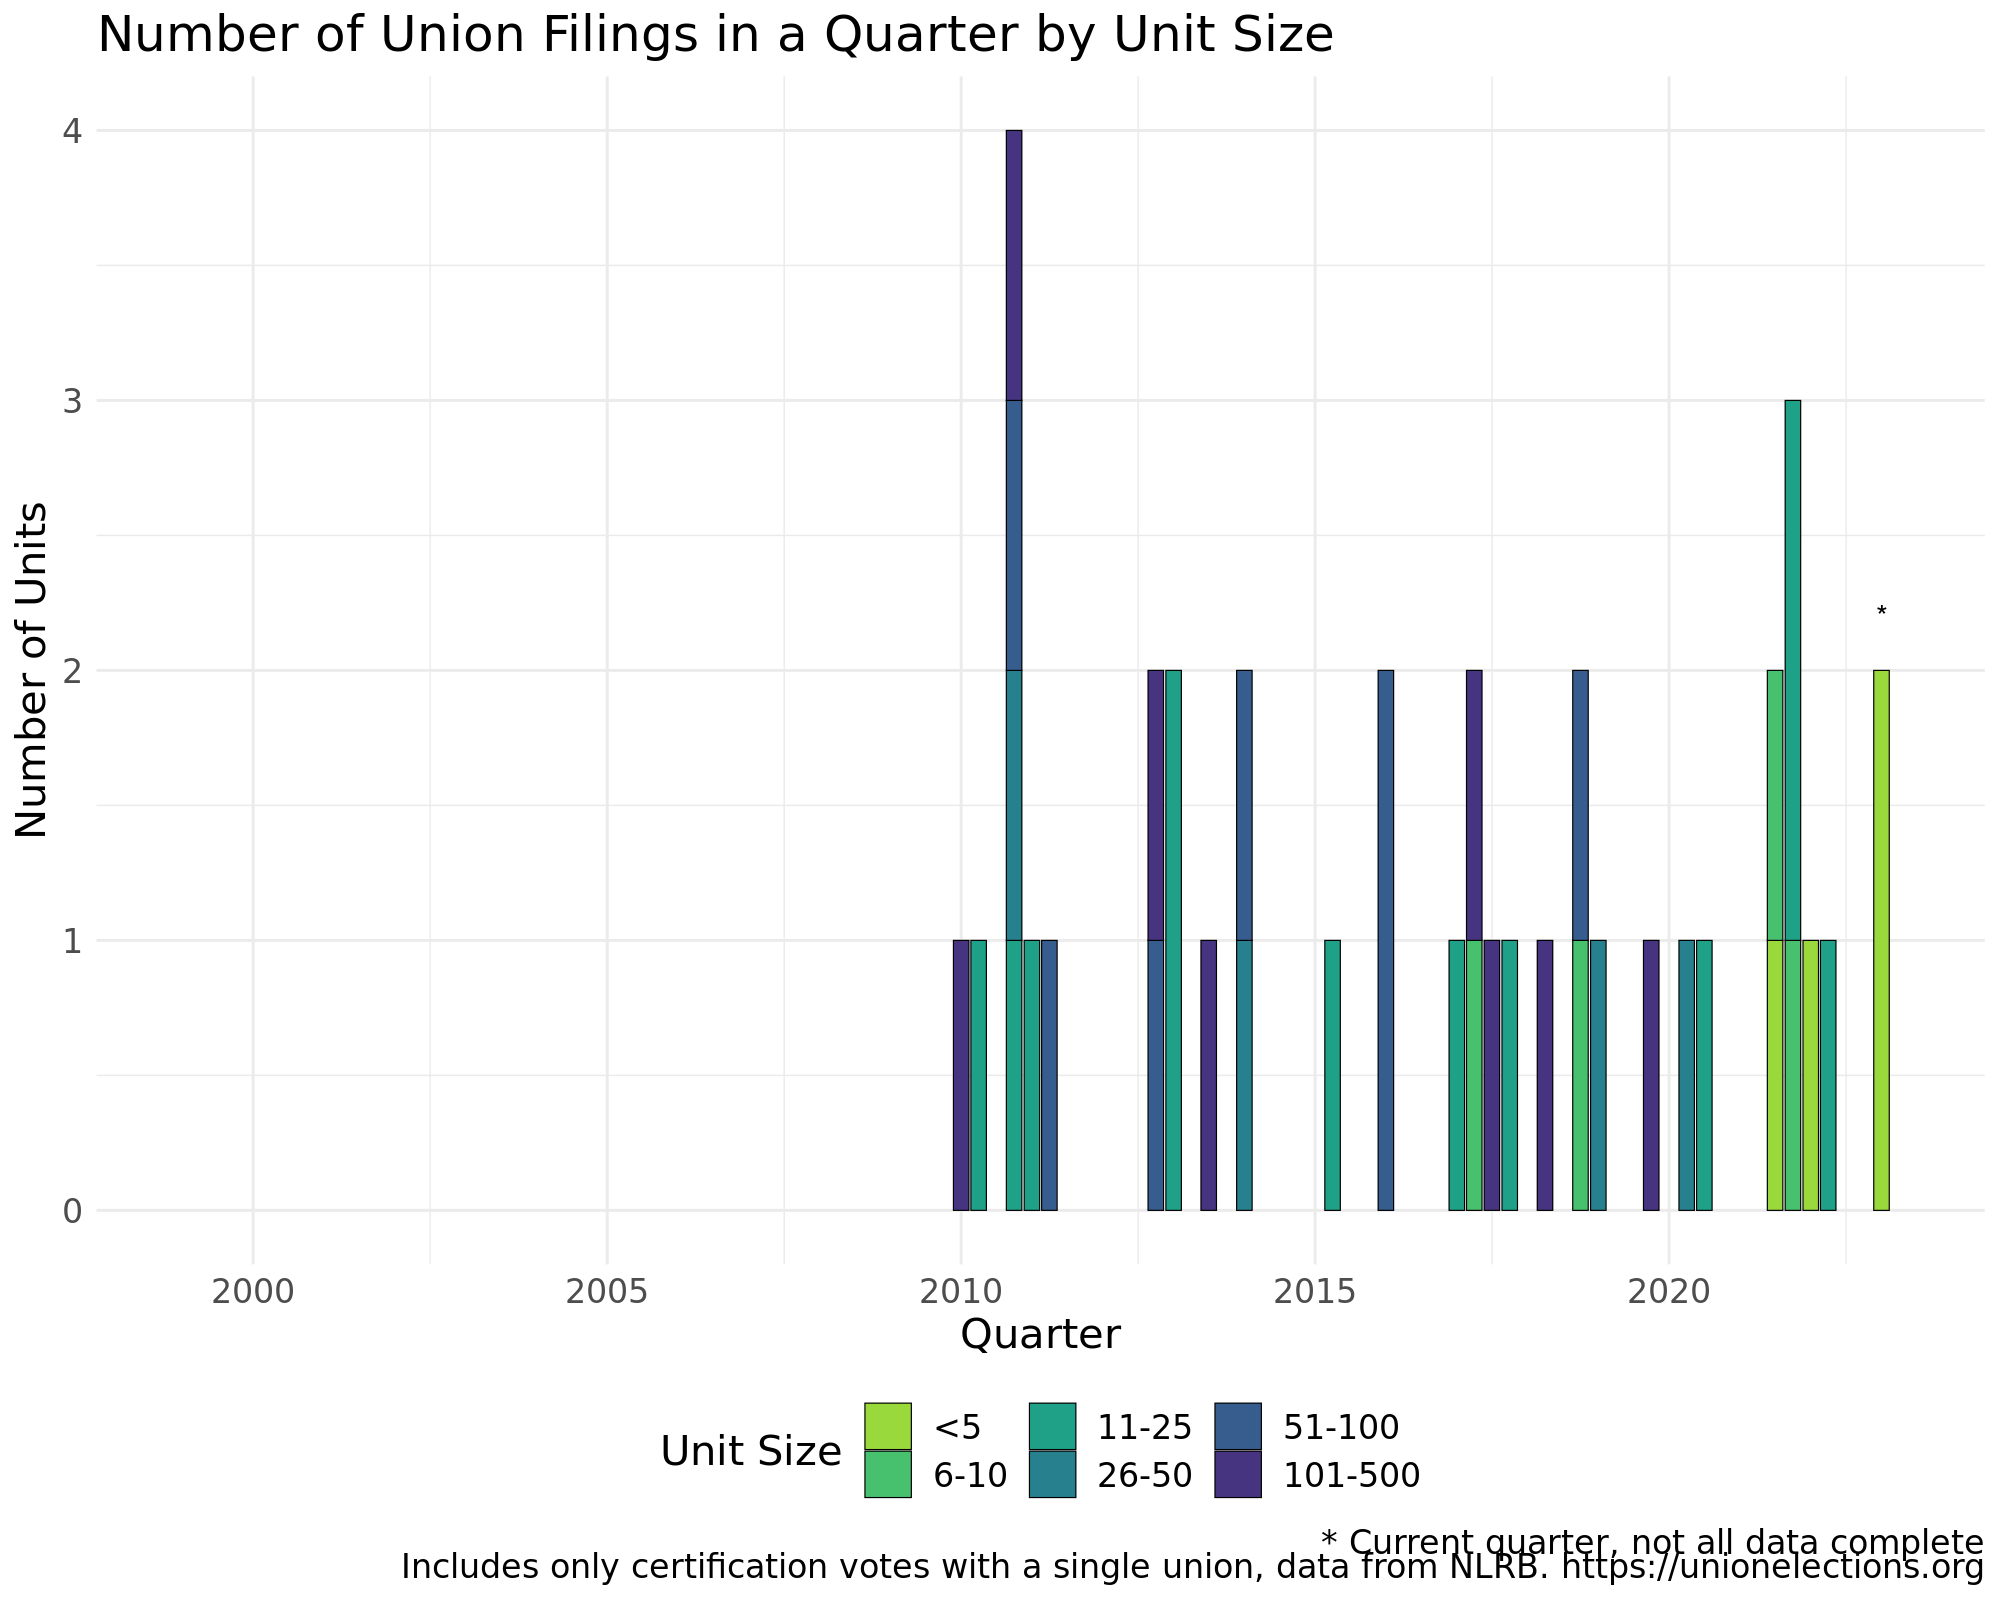 Number of Union Filings in a Quarter by Unit Size
Number of Units
4
3
2
1
0
*
2000 2005 2010 2015 2020
Quarter
Unit Size
<5 11-25 51-100
6-10 26-50 101-500
* Current quarter, not all data complete
Includes only certification votes with a single union, data from NLRB. https://unionelections.org